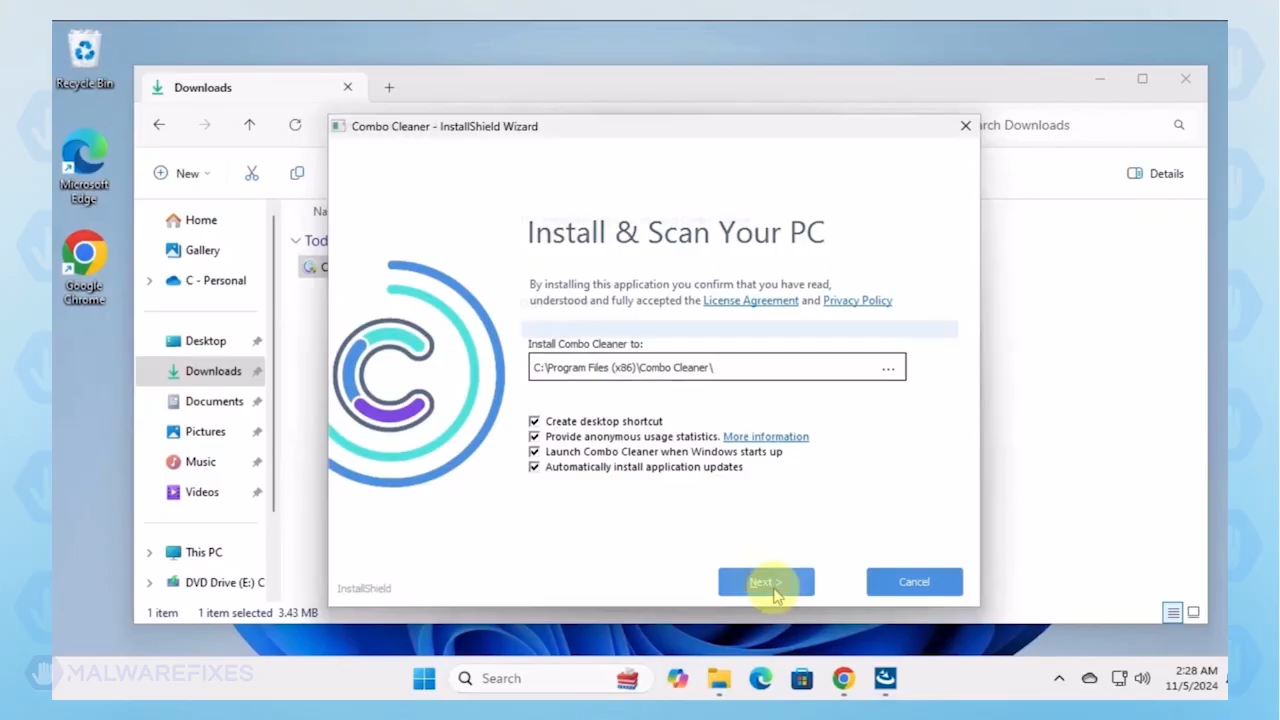 Recycle Bin
Microsoft
Edge
Google
Chrome
Downloads
rch Downloads
New
Details
Home
Gallery
C - Personal
Desktop
Downloads
Documents
Pictures
Music
Videos
This PC
DVD Drive (E:) C
Na
Tod
C
1 item
1 item selected 3.43 MB
Combo Cleaner - InstallShield Wizard
Install & Scan Your PC
By installing this application you confirm that you have read,
understood and fully accepted the License Agreement and Privacy Policy
Install Combo Cleaner to:
C:\Program Files (x86)\Combo Cleaner\
...
Create desktop shortcut
Provide anonymous usage statistics. More information
Launch Combo Cleaner when Windows starts up
Automatically install application updates
InstallShield
Next >
Cancel
MALWAREFIXES
Search
2:28 AM
11/5/2024